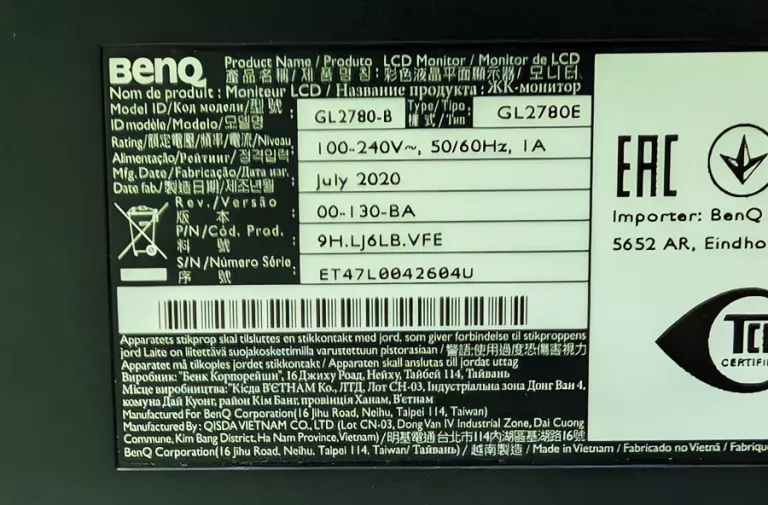 BenQ
Product Name / Produto LCD Monitor / Monitor de LCD
產品名稱 / 제품명칭 : 彩色液晶平面顯示器 / 모니터
Nom de produit : Moniteur LCD / Название продукта : ЖК-монитор
Model ID/Код модели/型號
ID modèle/Modelo/모델명 : GL2780-B
Type/Tipo 機式/Тип : GL2780E
Rating/額定電壓/頻率/電流/Niveau
Alimentação/Рейтинг/정격입력 : 100-240V~, 50/60Hz, 1A
Mfg. Date/Fabricação/Дата изг.
Date fab/製造日期/제조년월 : July 2020
Rev./Versão
版本 : 00-130-BA
P/N/Cód. Prod.
料號 : 9H.LJ6LB.VFE
S/N/Número Série
序號 : ET47L0042604U
Apparatets stikprop skal tilsluttes en stikkontakt med jord, som giver forbindelse til stikproppens
jord Laite on liitettävä suojakoskettimilla varustettuun pistorasiaan / 警語:使用過度恐傷害視力
Apparatet må tilkoples jordet stikkontakt / Apparaten skall anslutas till jordat uttag
Виробник: "Бенк Корпорейшн", 16 Джиху Роад, Нейху, Тайбей 114, Тайвань
Місце виробництва: "Кісда В'ЄТНАМ Ко., ЛТД, Лот CH-03, Індустріальна зона Донг Ван 4,
комуна Дай Куонг, район Кім Банг, провінція Ханам, В'єтнам
Manufactured For BenQ Corporation(16 Jihu Road, Neihu, Taipei 114, Taiwan)
Manufactured By : QISDA VIETNAM CO., LTD (Lot CN-03, Dong Van IV Industrial Zone, Dai Cuong
Commune, Kim Bang District, Ha Nam Province, Vietnam)/明基電通台北市114內湖區基湖路16號
BenQ Corporation(16 Jihu Road, Neihu, Taipei 114, Taiwan/ Тайвань) / 越南製造 / Made in Vietnam / Fabricado no Vietnã / Fabriqu
EAC
Importer: BenQ
5652 AR, Eindho
TC
CERTIFI